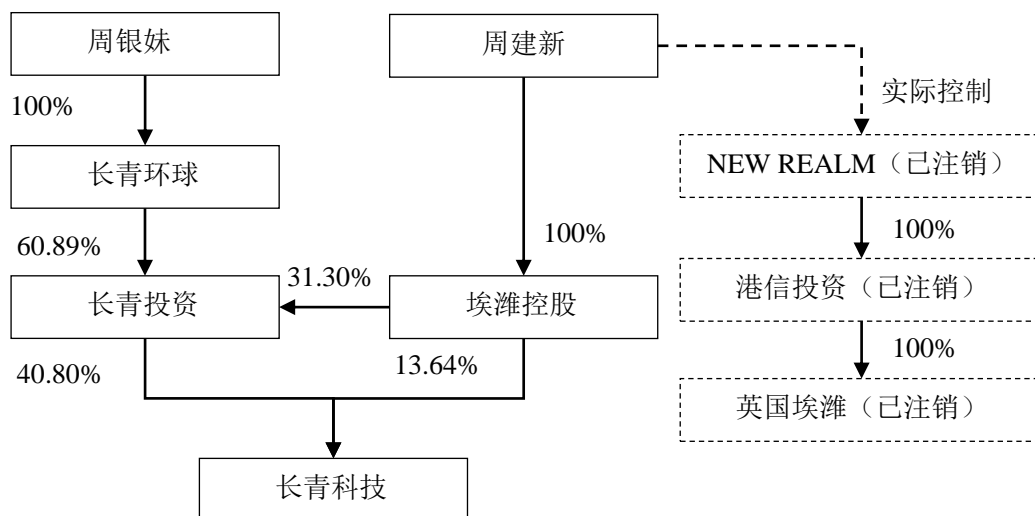 周银妹
周建新
100%
实际控制
长青环球
NEW REALM（已注销）
60.89%
100%
100%
31.30%
长青投资
埃潍控股
港信投资（已注销）
40.80%
13.64%
100%
英国埃潍（已注销）
长青科技